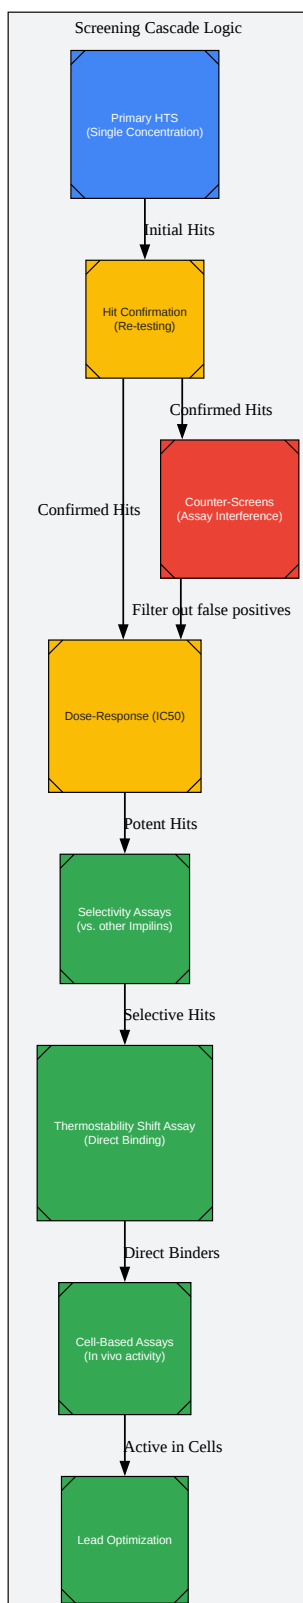 Screening Cascade Logic
Primary HTS
(Single Concentration)
Initial Hits
Hit Confirmation
(Re-testing)
Confirmed Hits
Counter-Screens
(Assay Interference)
Confirmed Hits
Filter out false positives
Dose-Response (IC50)
Potent Hits
Selectivity Assays
(vs. other Impilins)
Selective Hits
Thermostability Shift Assay
(Direct Binding)
Direct Binders
Cell-Based Assays
(In vivo activity)
Active in Cells
Lead Optimization